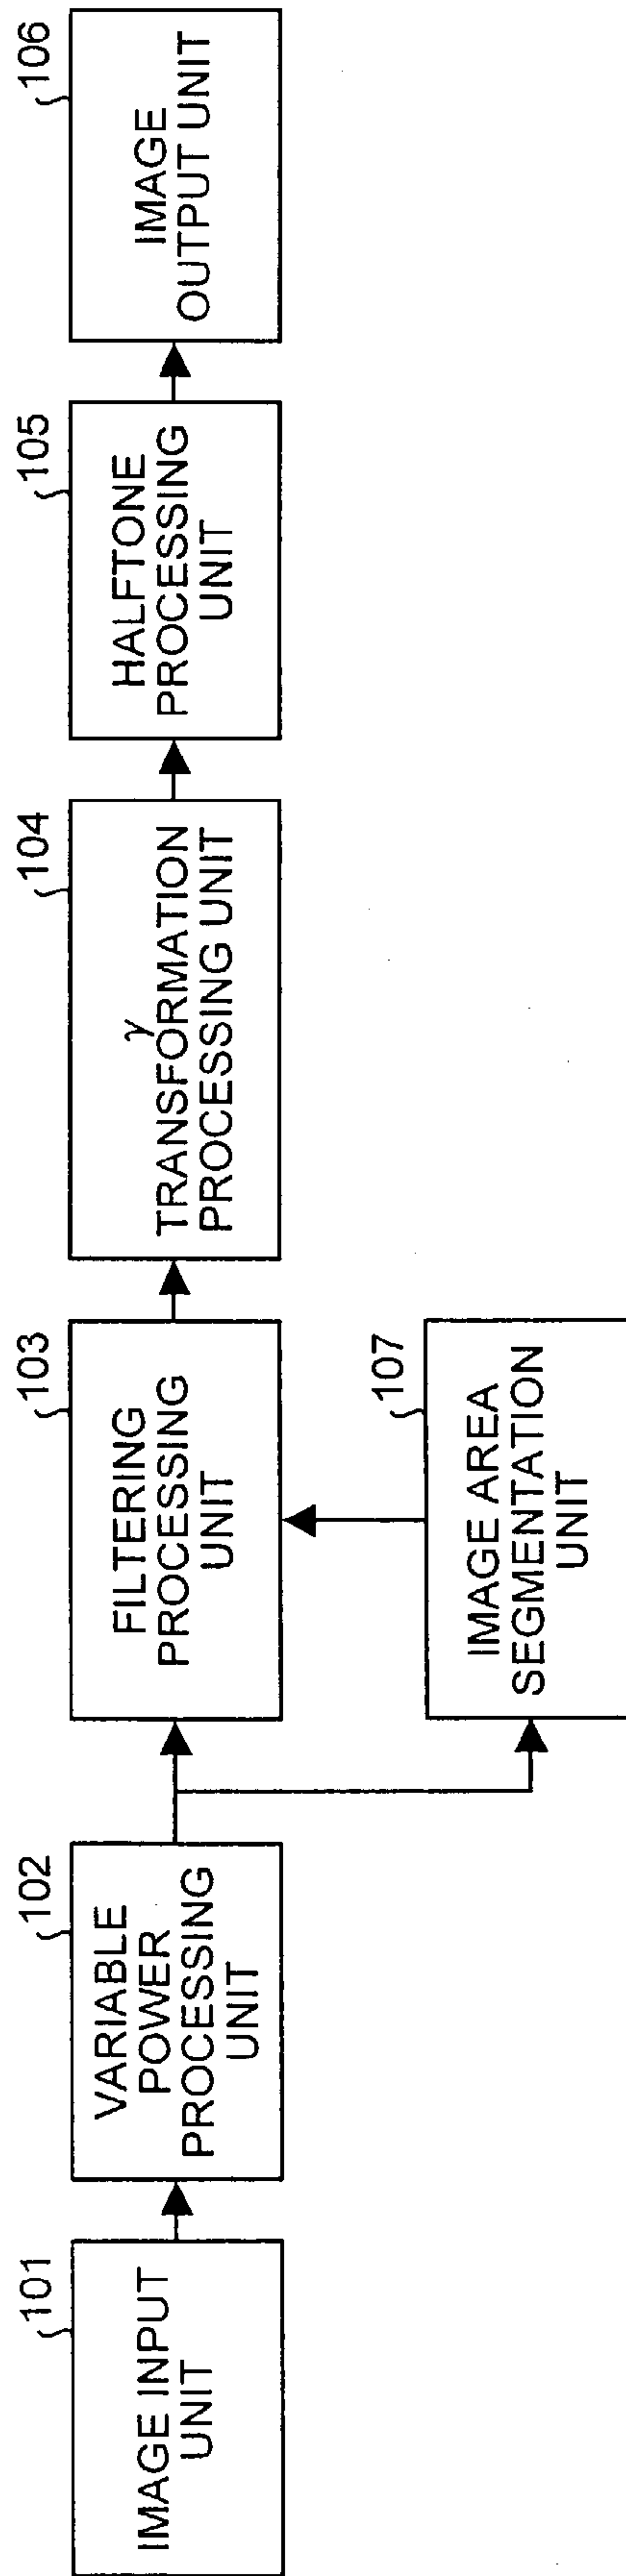 101
IMAGE INPUT
UNIT
102
VARIABLE
POWER
PROCESSING
UNIT
103
FILTERING
PROCESSING
UNIT
104
γ
TRANSFORMATION
PROCESSING UNIT
105
HALFTONE
PROCESSING
UNIT
106
IMAGE
OUTPUT UNIT
107
IMAGE AREA
SEGMENTATION
UNIT